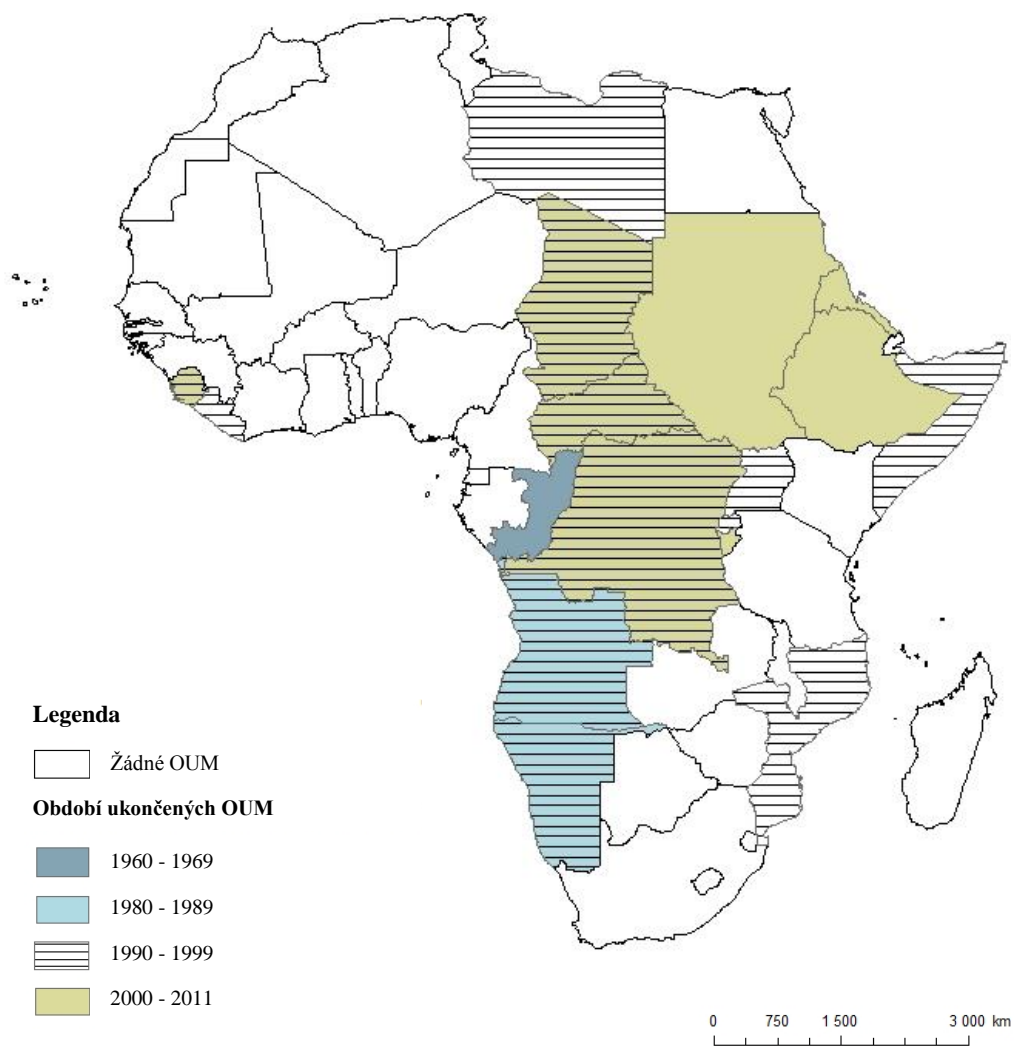 Legenda
Žádné OUM
Období ukončených OUM
1960 - 1969
1980 - 1989
1990 - 1999
2000 - 2011
0 750 1 500 3 000 km